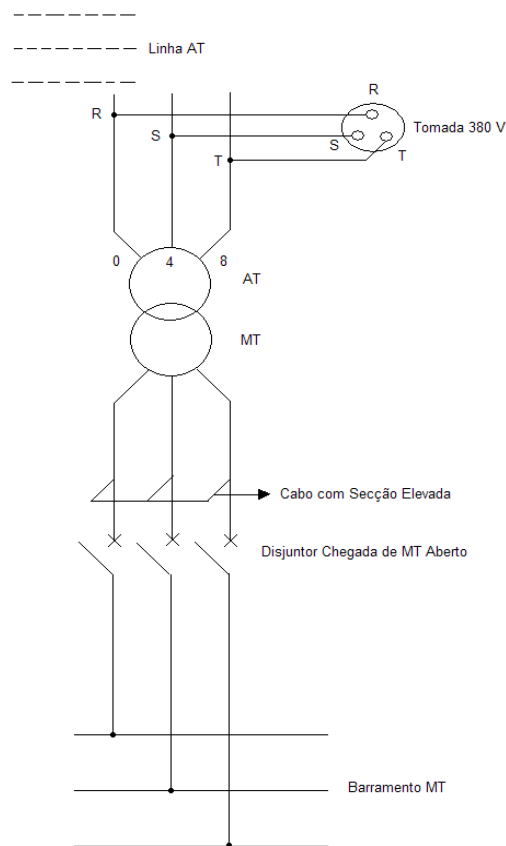 Linha AT
R
R
S
S
Tomada 380 V
T
T
0 4 8
AT
MT
Cabo com Secção Elevada
Disjuntor Chegada de MT Aberto
Barramento MT